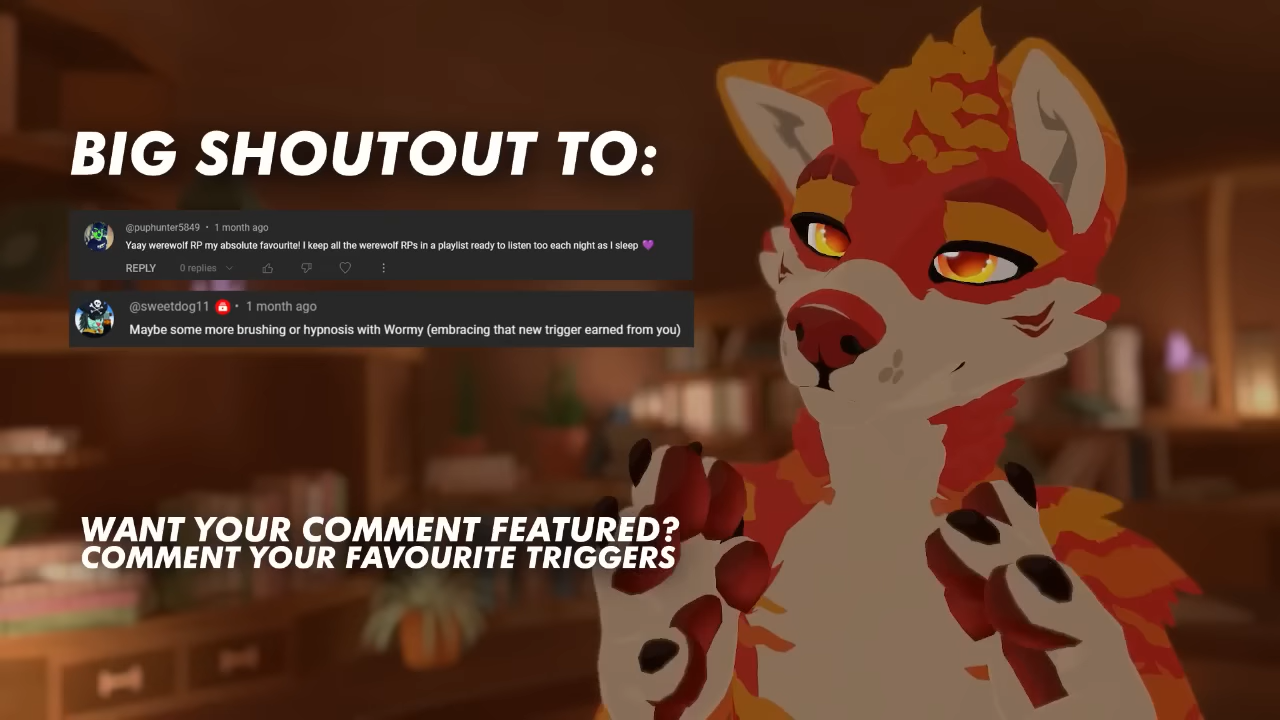 BIG SHOUTOUT TO:
@puphunter5849 • 1 month ago
Yaay werewolf RP my absolute favourite! I keep all the werewolf RPs in a playlist ready to listen too each night as I sleep 💜
REPLY 0 replies
@sweetdog11 • 1 month ago
Maybe some more brushing or hypnosis with Wormy (embracing that new trigger earned from you)
WANT YOUR COMMENT FEATURED?
COMMENT YOUR FAVOURITE TRIGGERS